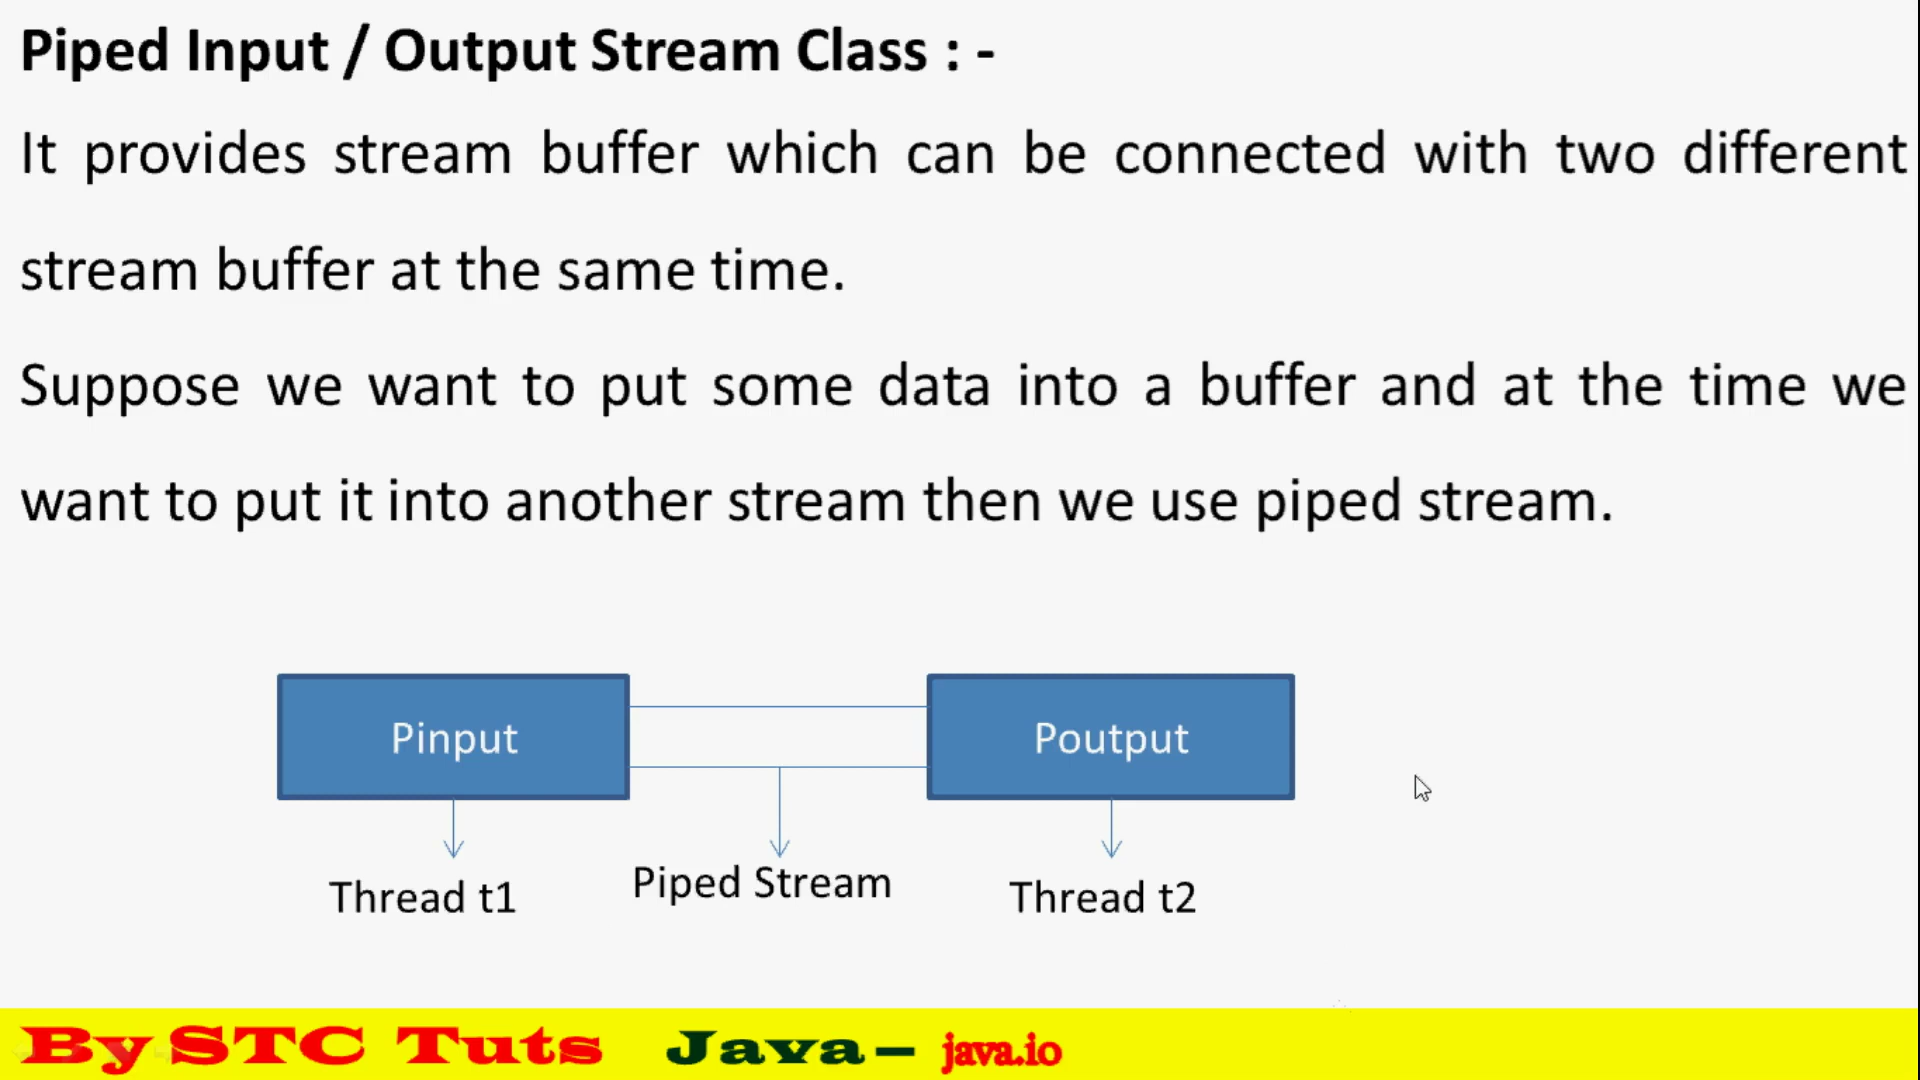 Piped Input / Output Stream Class : -
It provides stream buffer which can be connected with two different
stream buffer at the same time.
Suppose we want to put some data into a buffer and at the time we
want to put it into another stream then we use piped stream.
Pinput
Poutput
Thread t1
Piped Stream
Thread t2
By STC Tuts Java – java.io